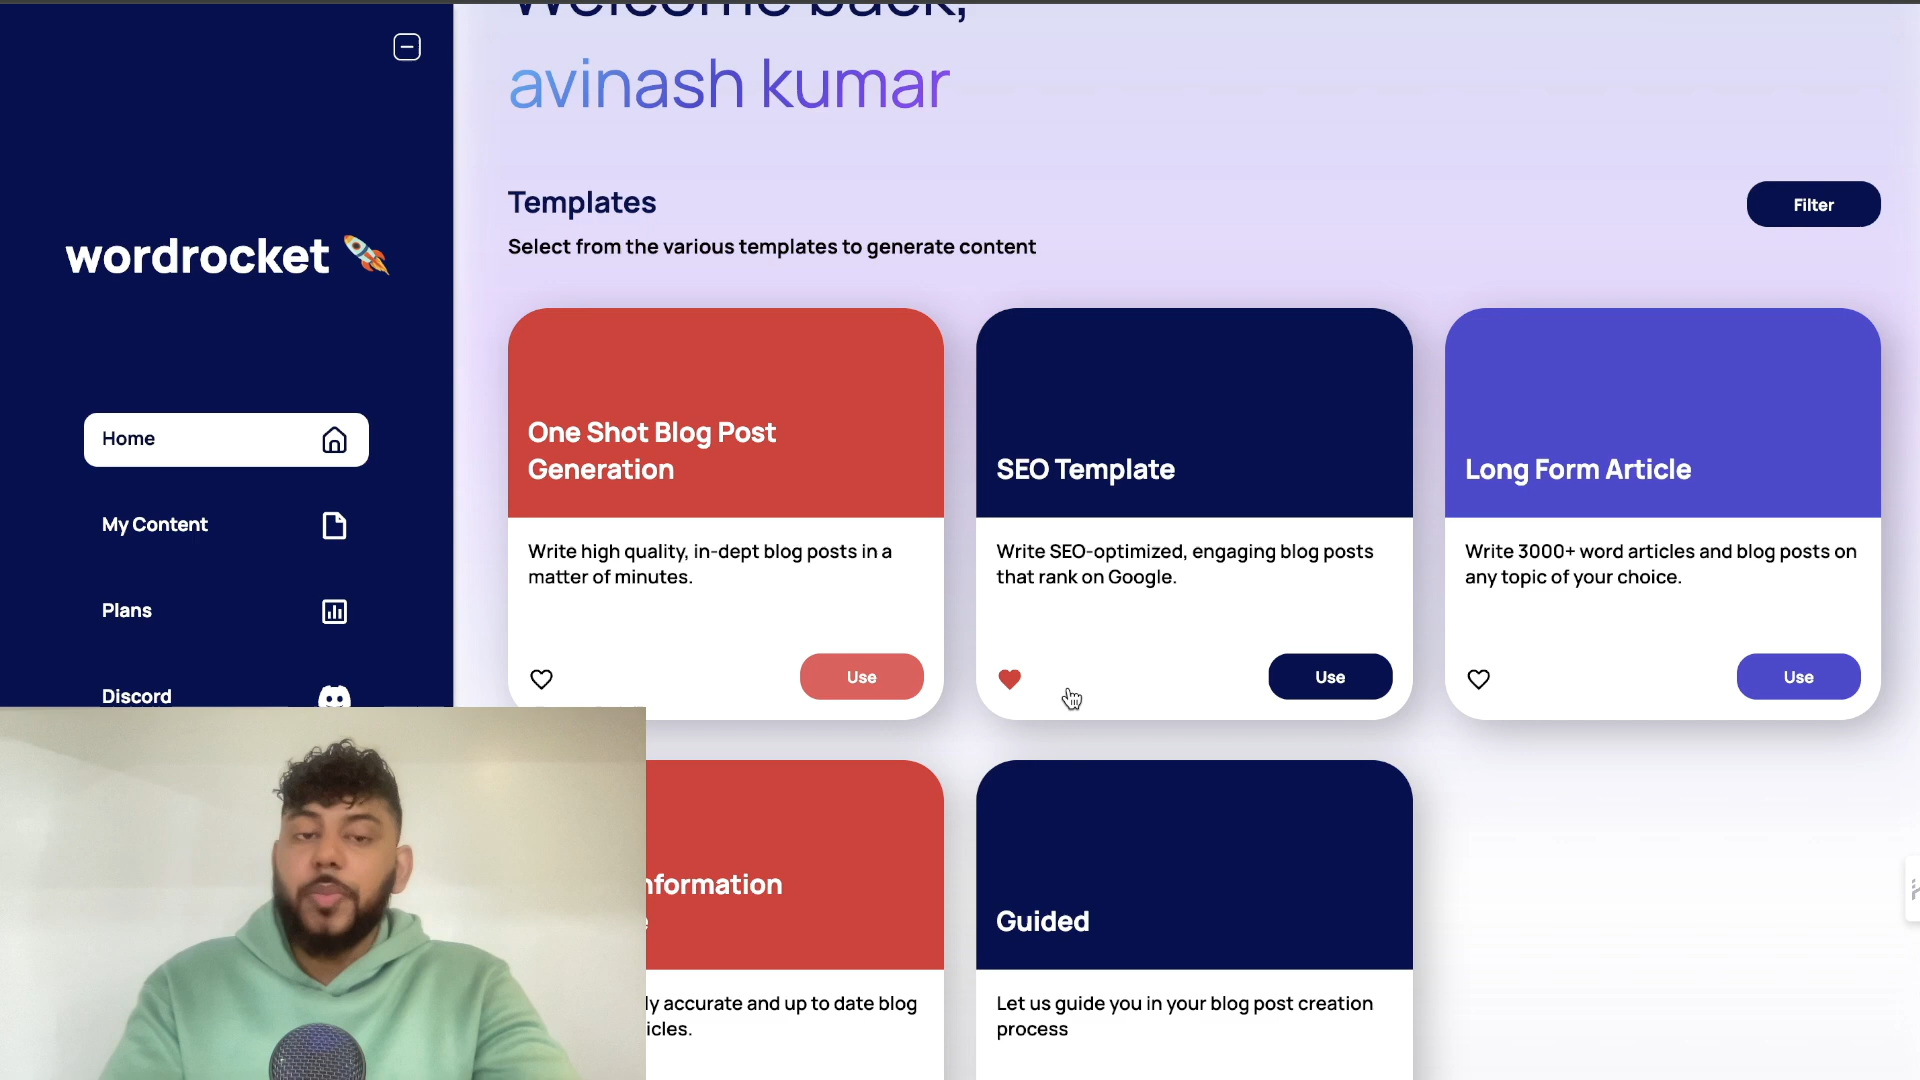 Welcome back,
avinash kumar
Templates
Select from the various templates to generate content
Filter
wordrocket 🚀
Home
My Content
Plans
Discord
One Shot Blog Post
Generation
Write high quality, in-dept blog posts in a
matter of minutes.
Use
SEO Template
Write SEO-optimized, engaging blog posts
that rank on Google.
Use
Long Form Article
Write 3000+ word articles and blog posts on
any topic of your choice.
Use
nformation
ly accurate and up to date blog
icles.
Guided
Let us guide you in your blog post creation
process